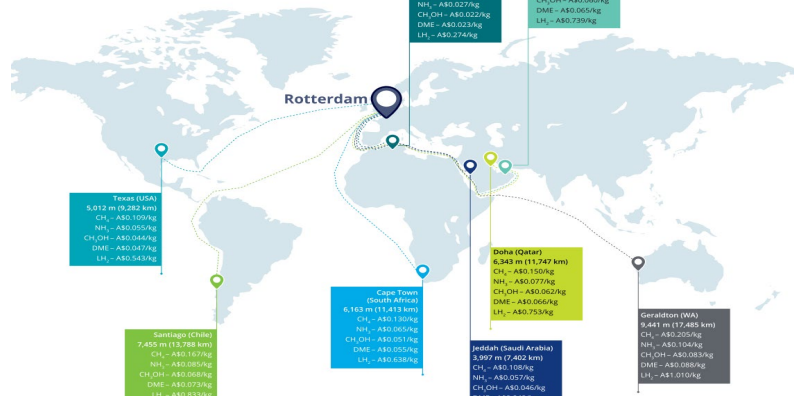 NH₃ – A$0.027/kg
CH₃OH – A$0.022/kg
DME – A$0.023/kg
LH₂ – A$0.274/kg
DME – A$0.065/kg
LH₂ – A$0.739/kg
Rotterdam
Texas (USA)
5,012 m (9,282 km)
CH₄ – A$0.109/kg
NH₃ – A$0.055/kg
CH₃OH – A$0.044/kg
DME – A$0.047/kg
LH₂ – A$0.543/kg
Santiago (Chile)
7,455 m (13,788 km)
CH₄ – A$0.167/kg
NH₃ – A$0.085/kg
CH₃OH – A$0.068/kg
DME – A$0.073/kg
LH₂ – A$0.833/kg
Cape Town
(South Africa)
6,163 m (11,413 km)
CH₄ – A$0.130/kg
NH₃ – A$0.065/kg
CH₃OH – A$0.051/kg
DME – A$0.055/kg
LH₂ – A$0.638/kg
Doha (Qatar)
6,343 m (11,747 km)
CH₄ – A$0.150/kg
NH₃ – A$0.077/kg
CH₃OH – A$0.062/kg
DME – A$0.066/kg
LH₂ – A$0.753/kg
Jeddah (Saudi Arabia)
3,997 m (7,402 km)
CH₄ – A$0.108/kg
NH₃ – A$0.057/kg
CH₃OH – A$0.046/kg
Geraldton (WA)
9,441 m (17,485 km)
CH₄ – A$0.205/kg
NH₃ – A$0.104/kg
CH₃OH – A$0.083/kg
DME – A$0.088/kg
LH₂ – A$1.010/kg